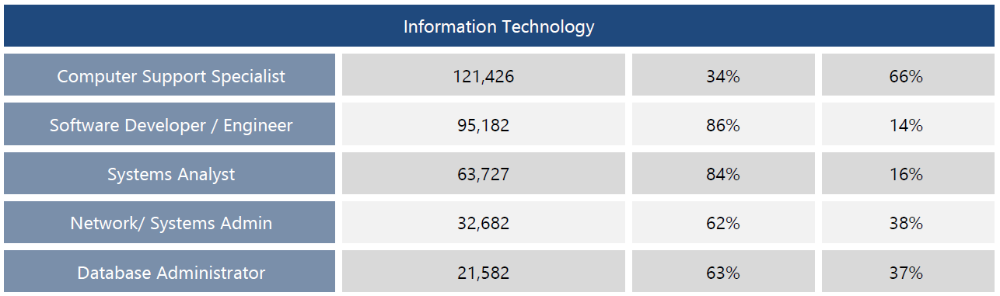 Information Technology
Computer Support Specialist 121,426 34% 66%
Software Developer / Engineer 95,182 86% 14%
Systems Analyst 63,727 84% 16%
Network/ Systems Admin 32,682 62% 38%
Database Administrator 21,582 63% 37%